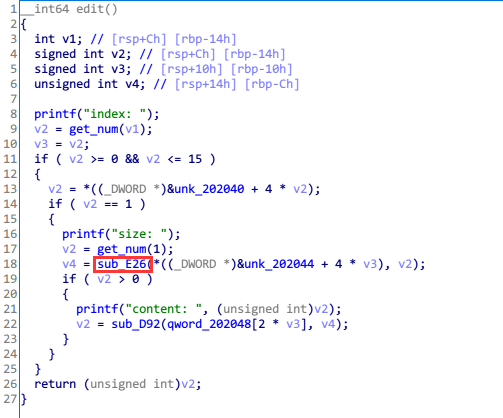 1 __int64 edit()
2 {
3 int v1; // [rsp+Ch] [rbp-14h]
4 signed int v2; // [rsp+Ch] [rbp-14h]
5 signed int v3; // [rsp+10h] [rbp-10h]
6 unsigned int v4; // [rsp+14h] [rbp-Ch]
7
8 printf("index: ");
9 v2 = get_num(v1);
10 v3 = v2;
11 if ( v2 >= 0 && v2 <= 15 )
12 {
13 v2 = *((_DWORD *)&unk_202040 + 4 * v2);
14 if ( v2 == 1 )
15 {
16 printf("size: ");
17 v2 = get_num(1);
18 v4 = sub_E26(*((_DWORD *)&unk_202044 + 4 * v3), v2);
19 if ( v2 > 0 )
20 {
21 printf("content: ", (unsigned int)v2);
22 v2 = sub_D92(qword_202048[2 * v3], v4);
23 }
24 }
25 }
26 return (unsigned int)v2;
27 }